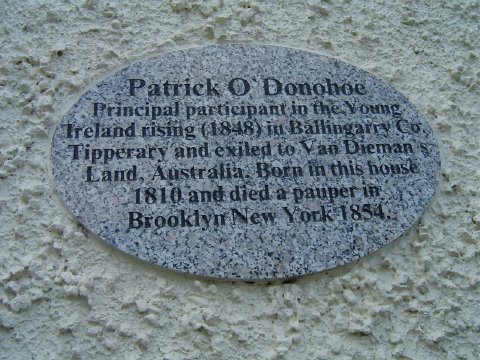 Patrick O'Donohoe
Principal participant in the Young
Ireland rising (1848) in Ballingarry Co.
Tipperary and exiled to Van Dieman's
Land, Australia. Born in this house
1810 and died a pauper in
Brooklyn New York 1854.